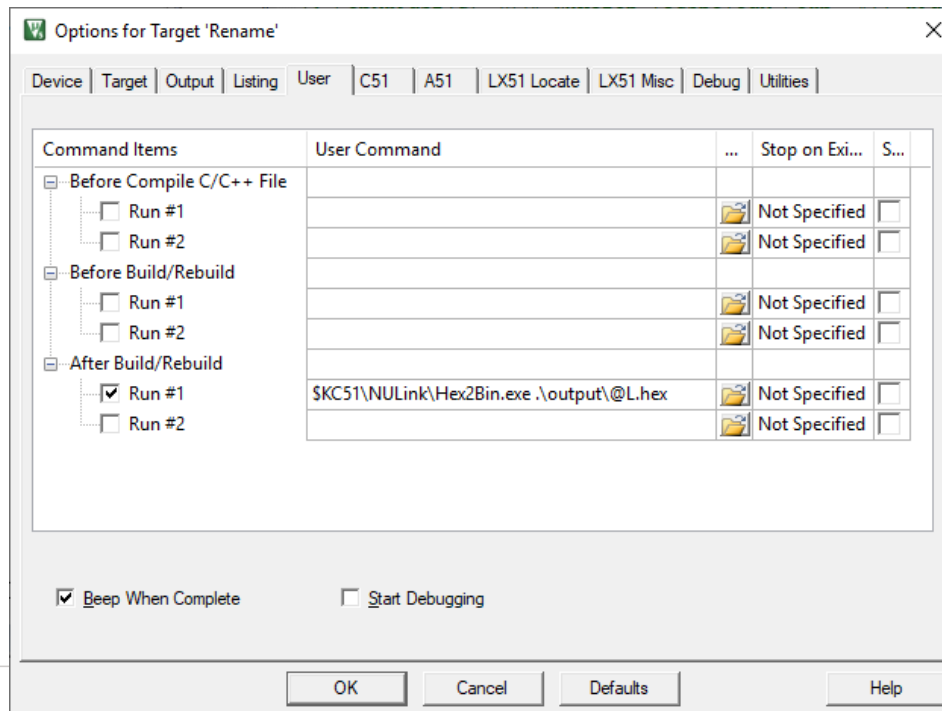 Options for Target 'Rename'
Device Target Output Listing User C51 A51 LX51 Locate LX51 Misc Debug Utilities
Command Items User Command ... Stop on Exi... S...
Before Compile C/C++ File
Run #1 Not Specified
Run #2 Not Specified
Before Build/Rebuild
Run #1 Not Specified
Run #2 Not Specified
After Build/Rebuild
Run #1 $KC51\NULink\Hex2Bin.exe .\output\@L.hex Not Specified
Run #2 Not Specified
Beep When Complete Start Debugging
OK Cancel Defaults Help